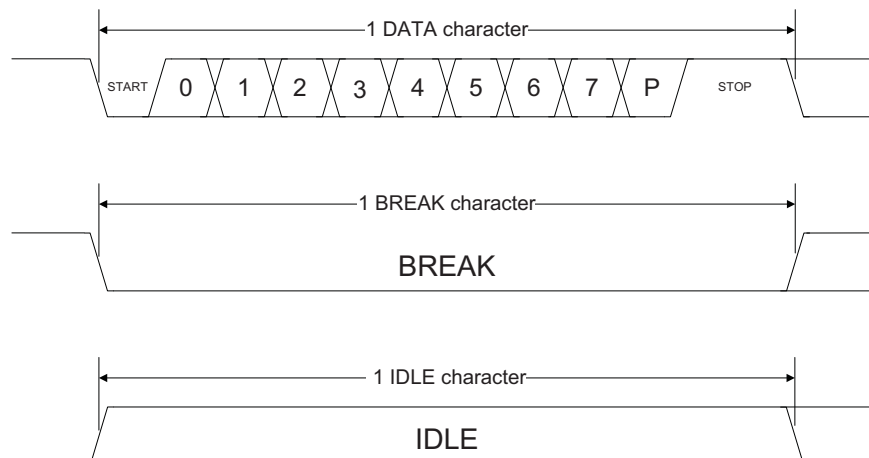 1 DATA character
START 0 1 2 3 4 5 6 7 P STOP
1 BREAK character
BREAK
1 IDLE character
IDLE